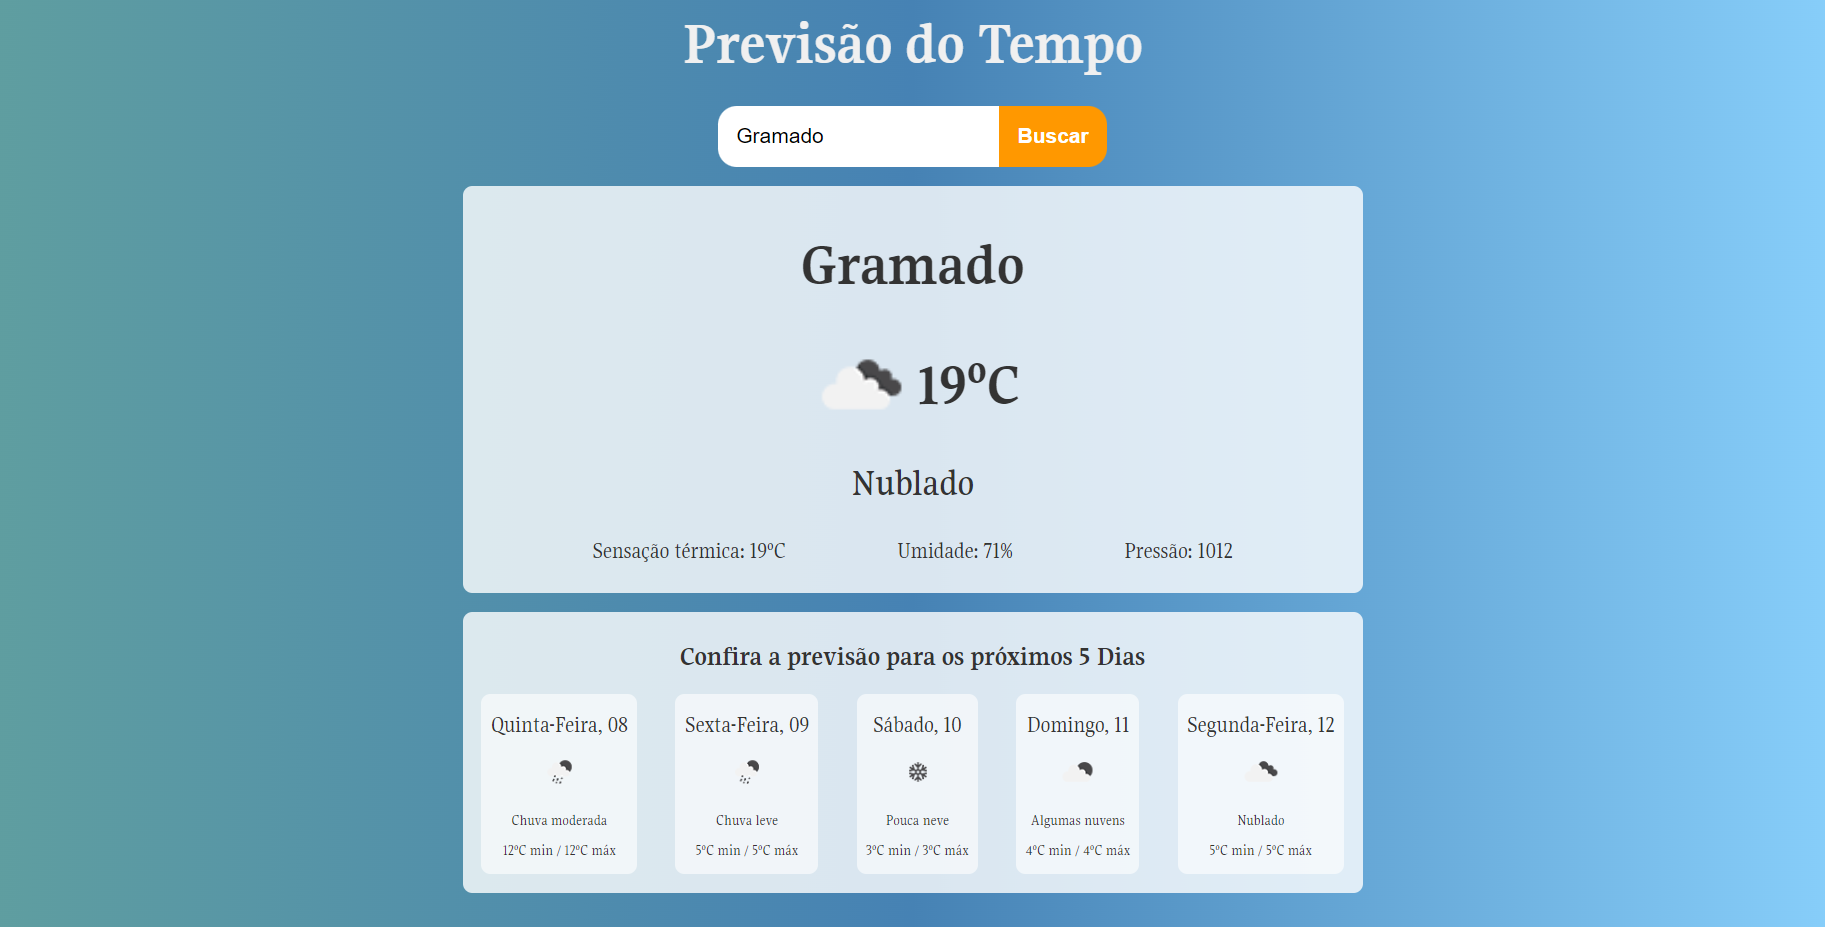 Previsão do Tempo
Gramado Buscar
Gramado
19ºC
Nublado
Sensação térmica: 19ºC Umidade: 71% Pressão: 1012
Confira a previsão para os próximos 5 Dias
Quinta-Feira, 08
Chuva moderada
12ºC min / 12ºC máx
Sexta-Feira, 09
Chuva leve
5ºC min / 5ºC máx
Sábado, 10
Pouca neve
3ºC min / 3ºC máx
Domingo, 11
Algumas nuvens
4ºC min / 4ºC máx
Segunda-Feira, 12
Nublado
5ºC min / 5ºC máx